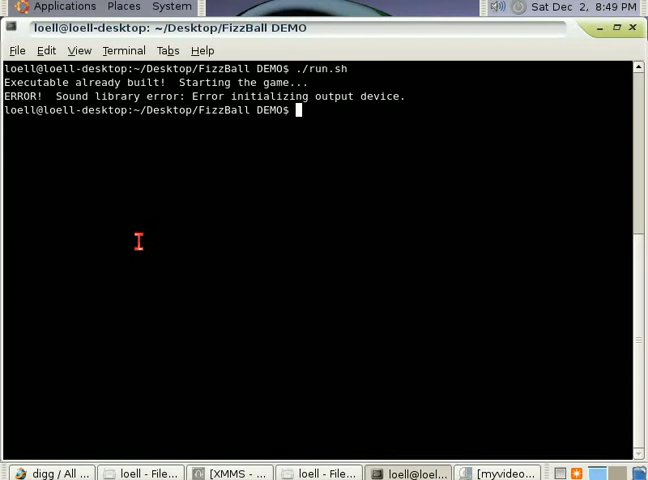 Applications Places System Sat Dec 2, 8:49 PM
loell@loell-desktop: ~/Desktop/FizzBall DEMO
File Edit View Terminal Tabs Help
loell@loell-desktop:~/Desktop/FizzBall DEMO$ ./run.sh
Executable already built!  Starting the game...
ERROR!  Sound library error: Error initializing output device.
loell@loell-desktop:~/Desktop/FizzBall DEMO$
digg / All ... loell - File... [XMMS - ... loell - File... loell@loel... [myvideo...